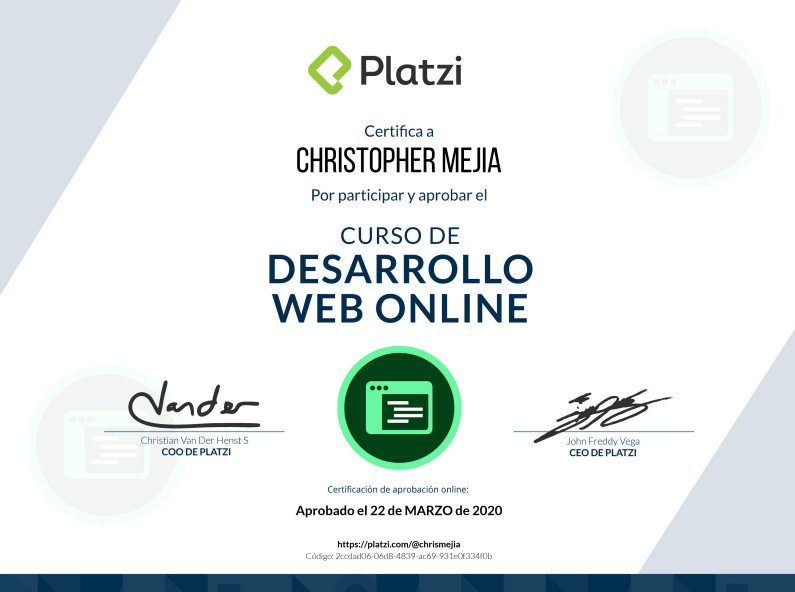 Platzi
Certifica a
CHRISTOPHER MEJIA
Por participar y aprobar el
CURSO DE
DESARROLLO
WEB ONLINE
Vander
Christian Van Der Henst S
COO DE PLATZI
John Freddy Vega
CEO DE PLATZI
Certificación de aprobación online:
Aprobado el 22 de MARZO de 2020
https://platzi.com/@chrismejia
Código: 2ccdad06-06d8-4839-ac69-931e0f334f0b